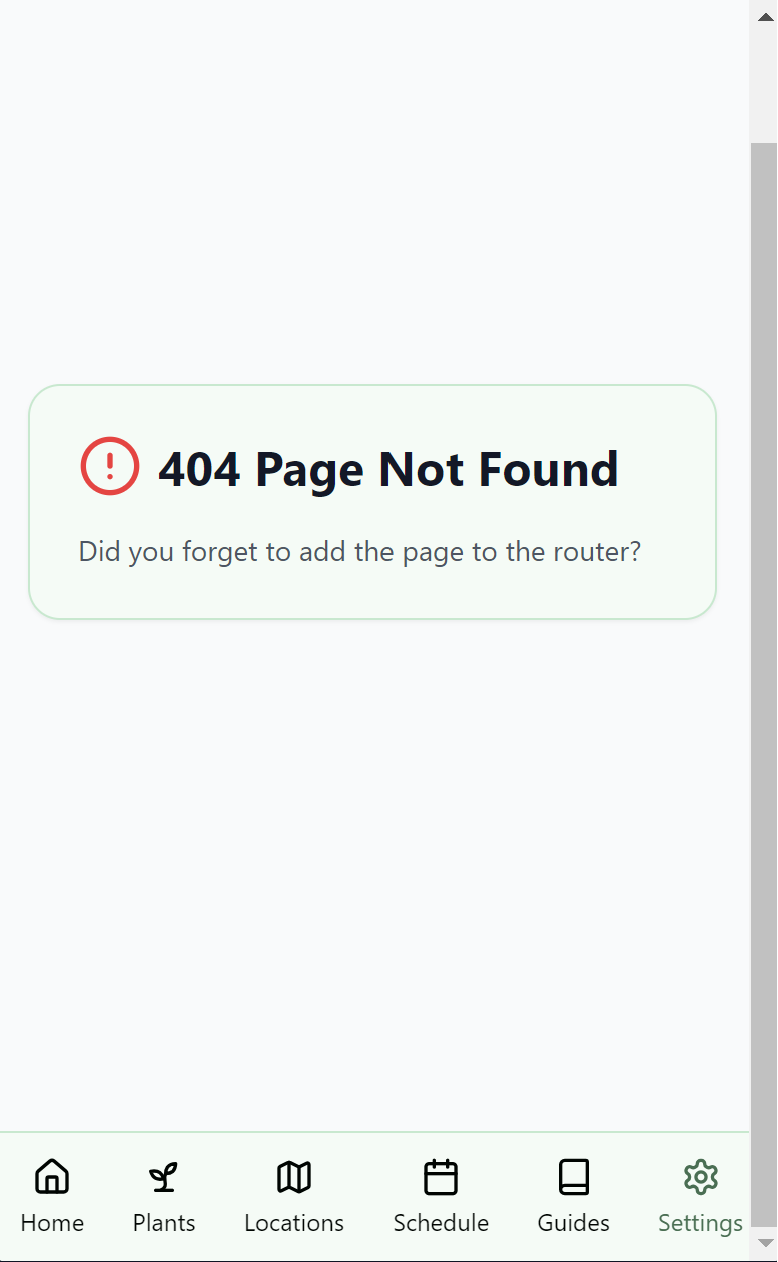 404 Page Not Found
Did you forget to add the page to the router?
Home Plants Locations Schedule Guides Settings